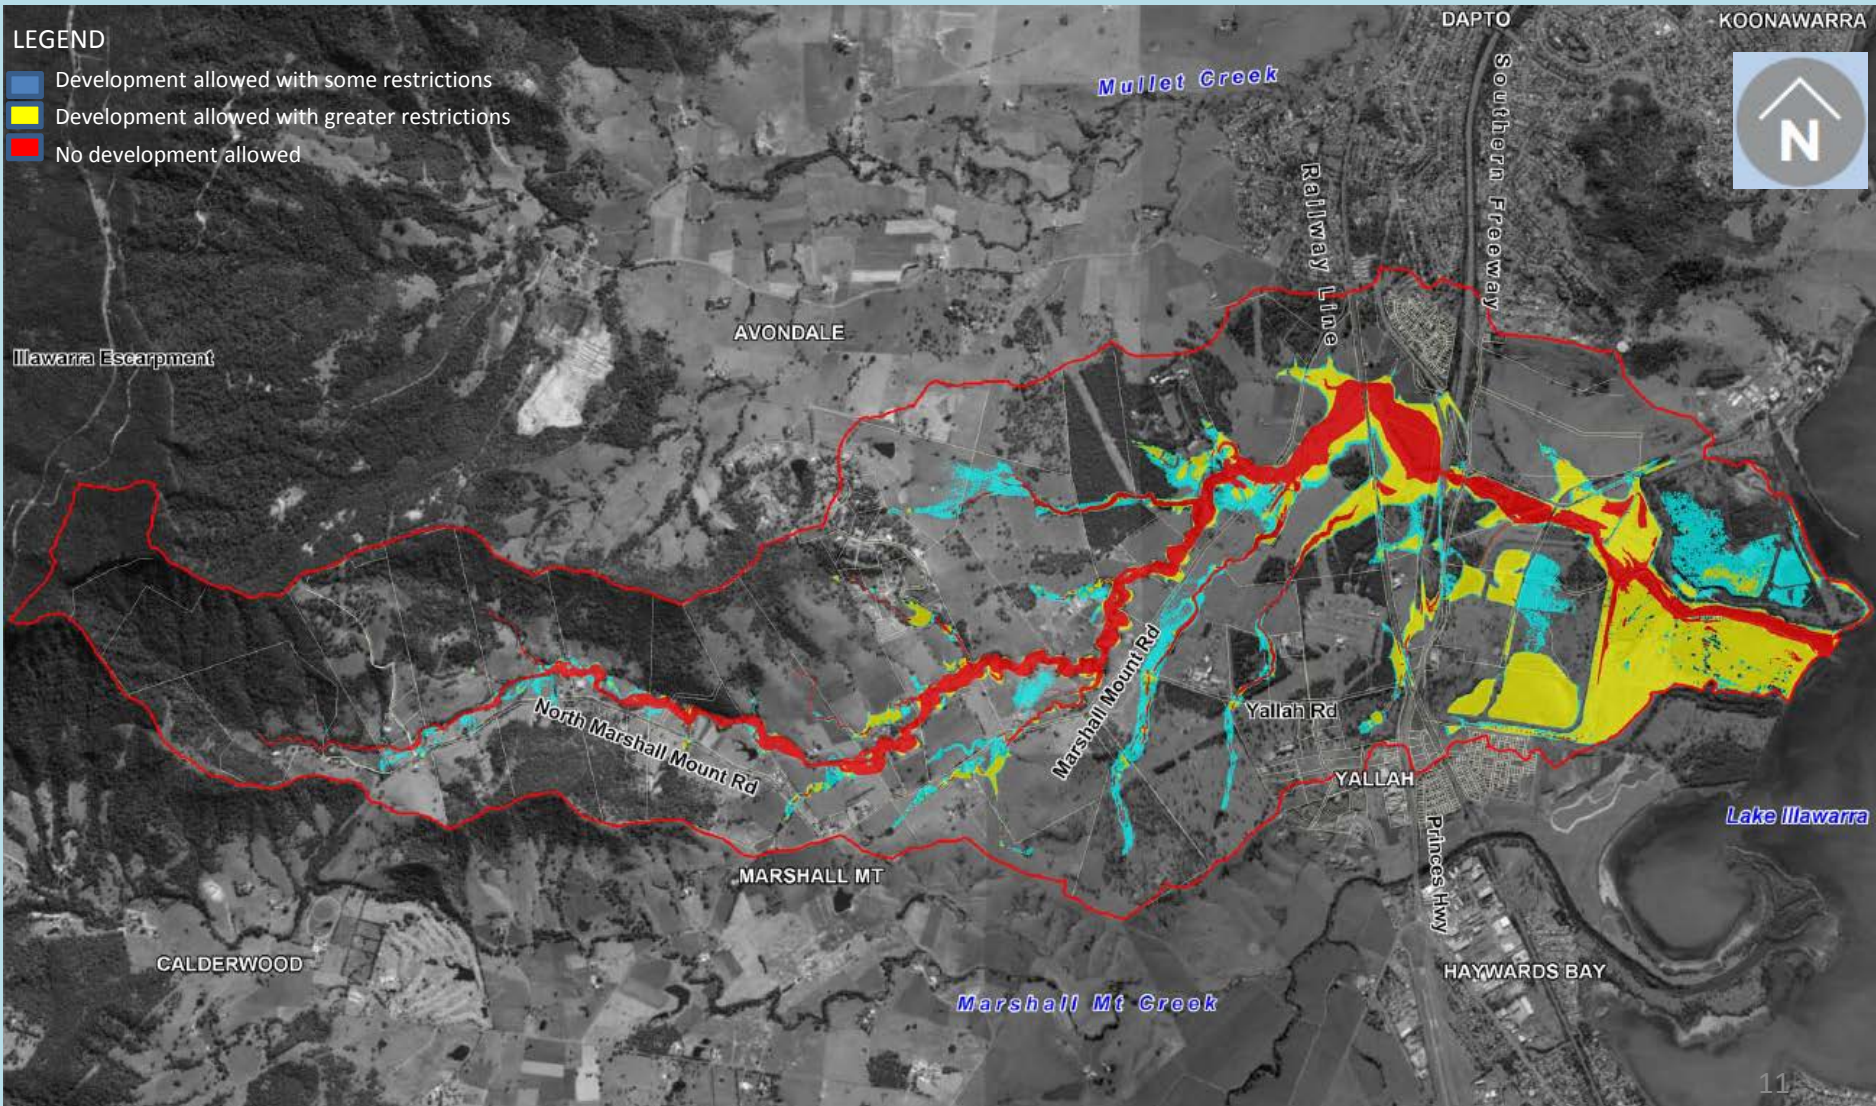 DAPTO
KOONAWARRA
LEGEND
Development allowed with some restrictions
Development allowed with greater restrictions
No development allowed
Mullet Creek
Southern Freeway
N
Railway Line
AVONDALE
Illawarra Escarpment
Marshall Mount Rd
North Marshall Mount Rd
Yallah Rd
YALLAH
Lake Illawarra
Princes Hwy
MARSHALL MT
CALDERWOOD
HAYWARDS BAY
Marshall Mt Creek
11